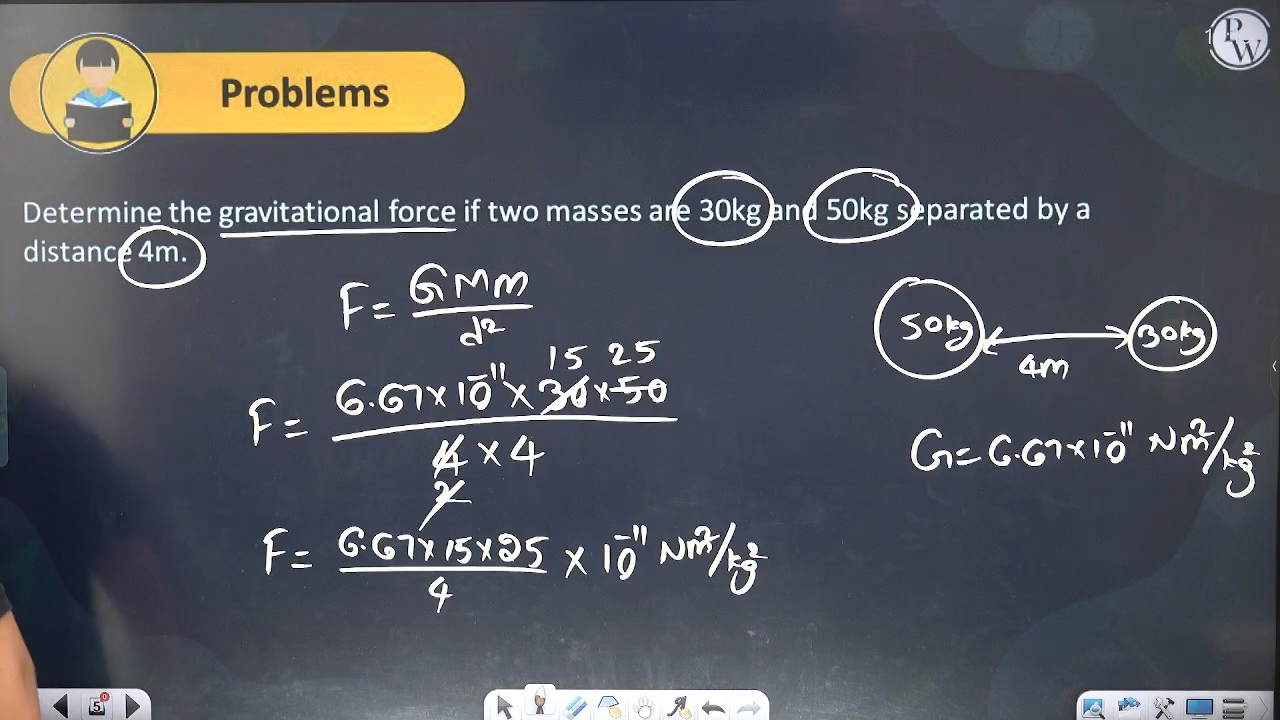 PW
Problems
Determine the gravitational force if two masses are 30kg and 50kg separated by a
distance 4m.
F = GMm / d²
50kg 4m 30kg
15 25
F = 6.67 × 10⁻¹¹ × 30 × 50 / 4 × 4
2
G = 6.67 × 10⁻¹¹ Nm²/kg²
F = 6.67 × 15 × 25 / 4 × 10⁻¹¹ Nm²/kg²
5